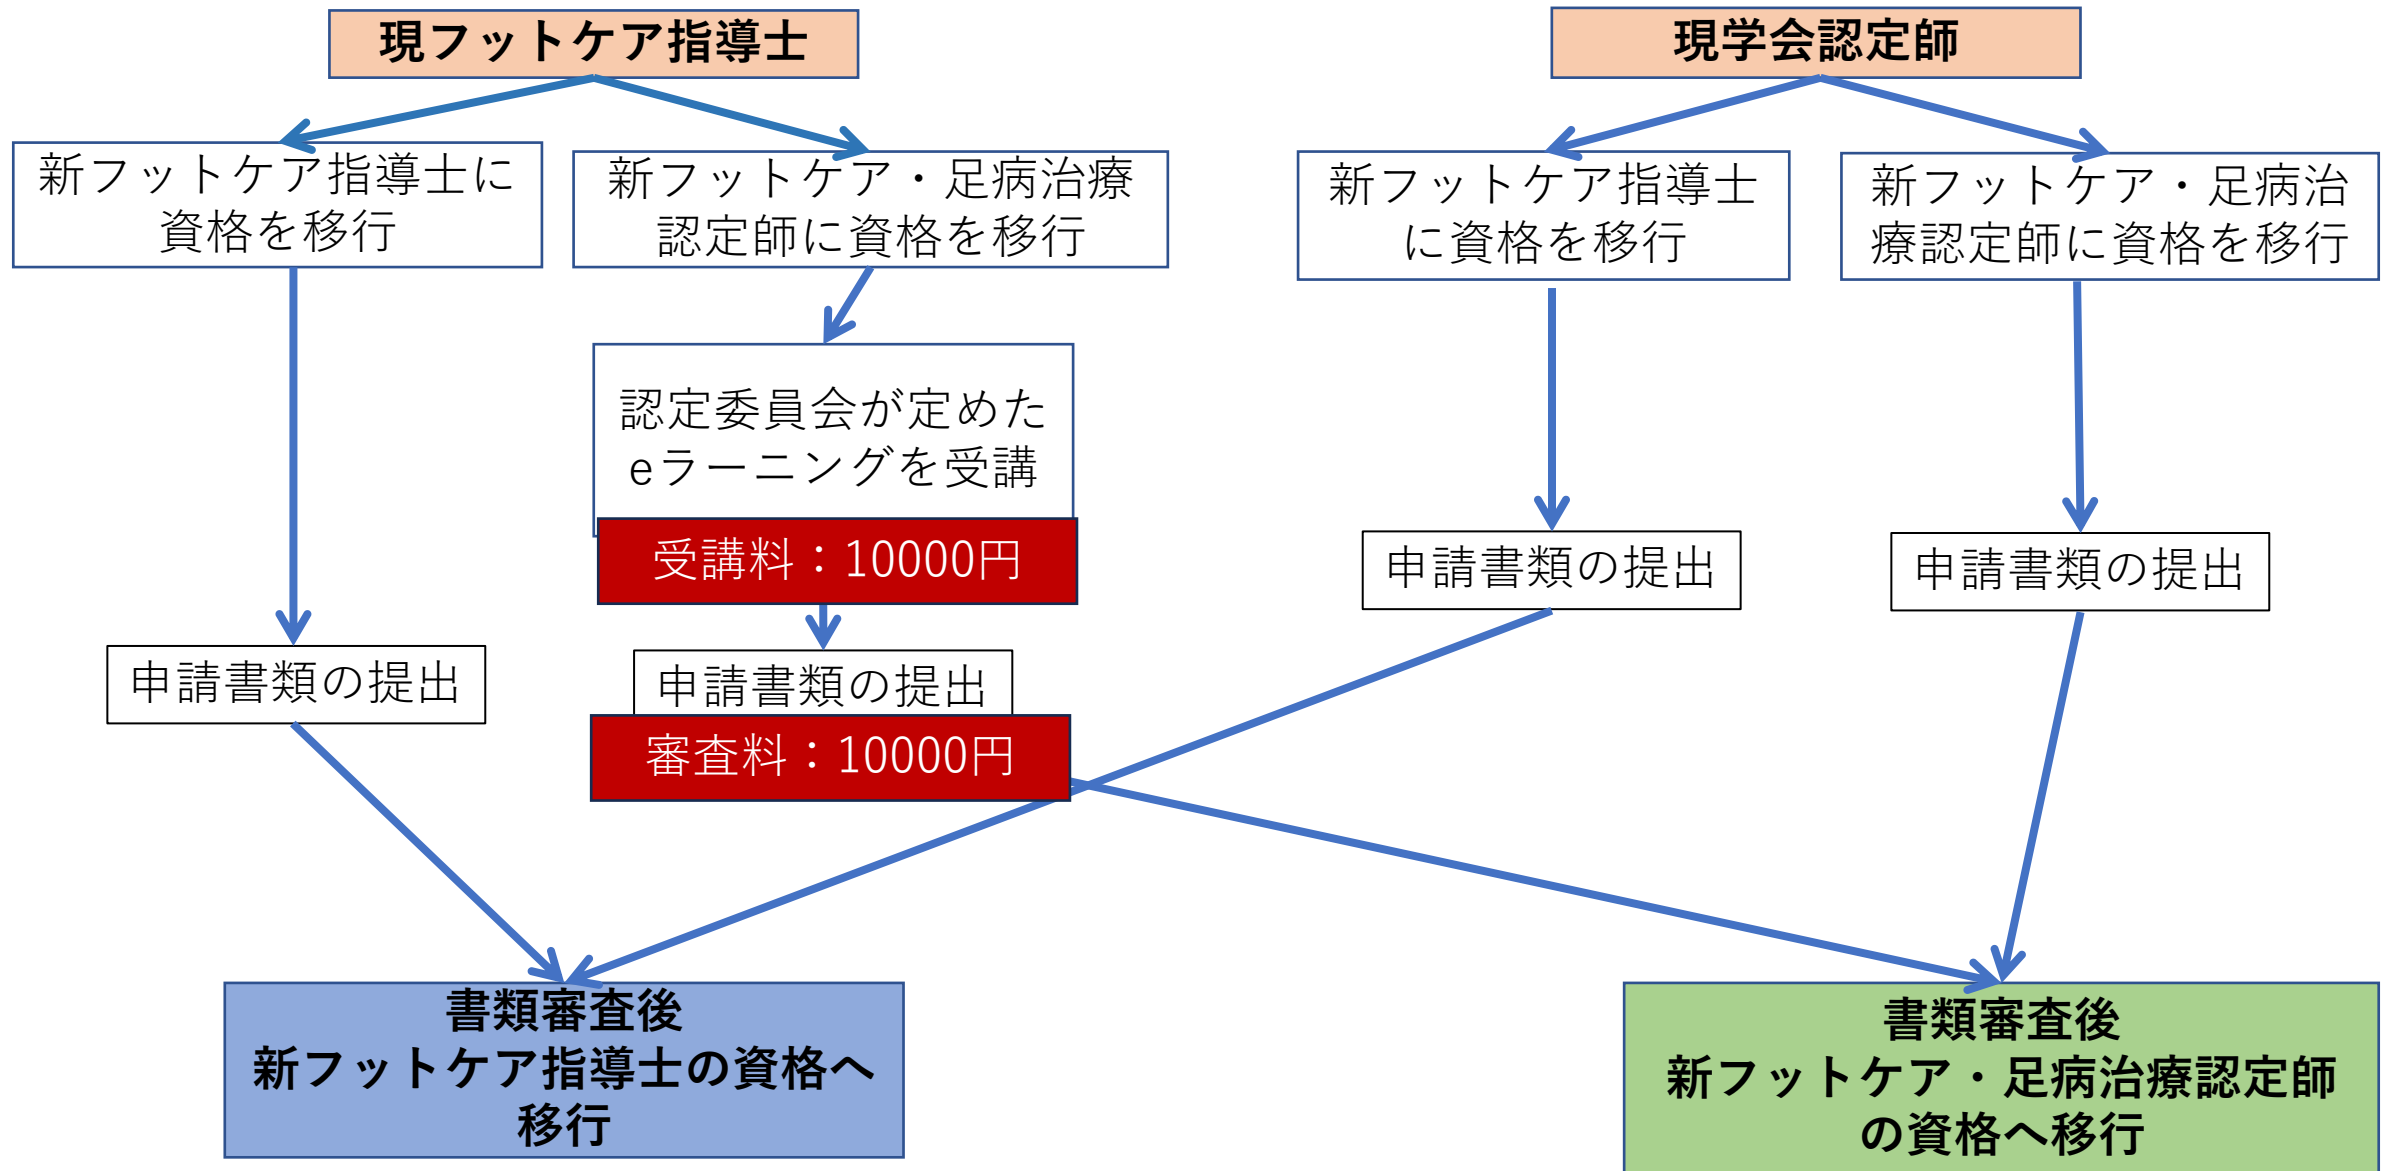 現フットケア指導士
現学会認定師
新フットケア指導士に
資格を移行
新フットケア・足病治療
認定師に資格を移行
新フットケア指導士
に資格を移行
新フットケア・足病治
療認定師に資格を移行
認定委員会が定めた
eラーニングを受講
受講料：10000円
申請書類の提出
申請書類の提出
申請書類の提出
申請書類の提出
審査料：10000円
書類審査後
新フットケア指導士の資格へ
移行
書類審査後
新フットケア・足病治療認定師
の資格へ移行